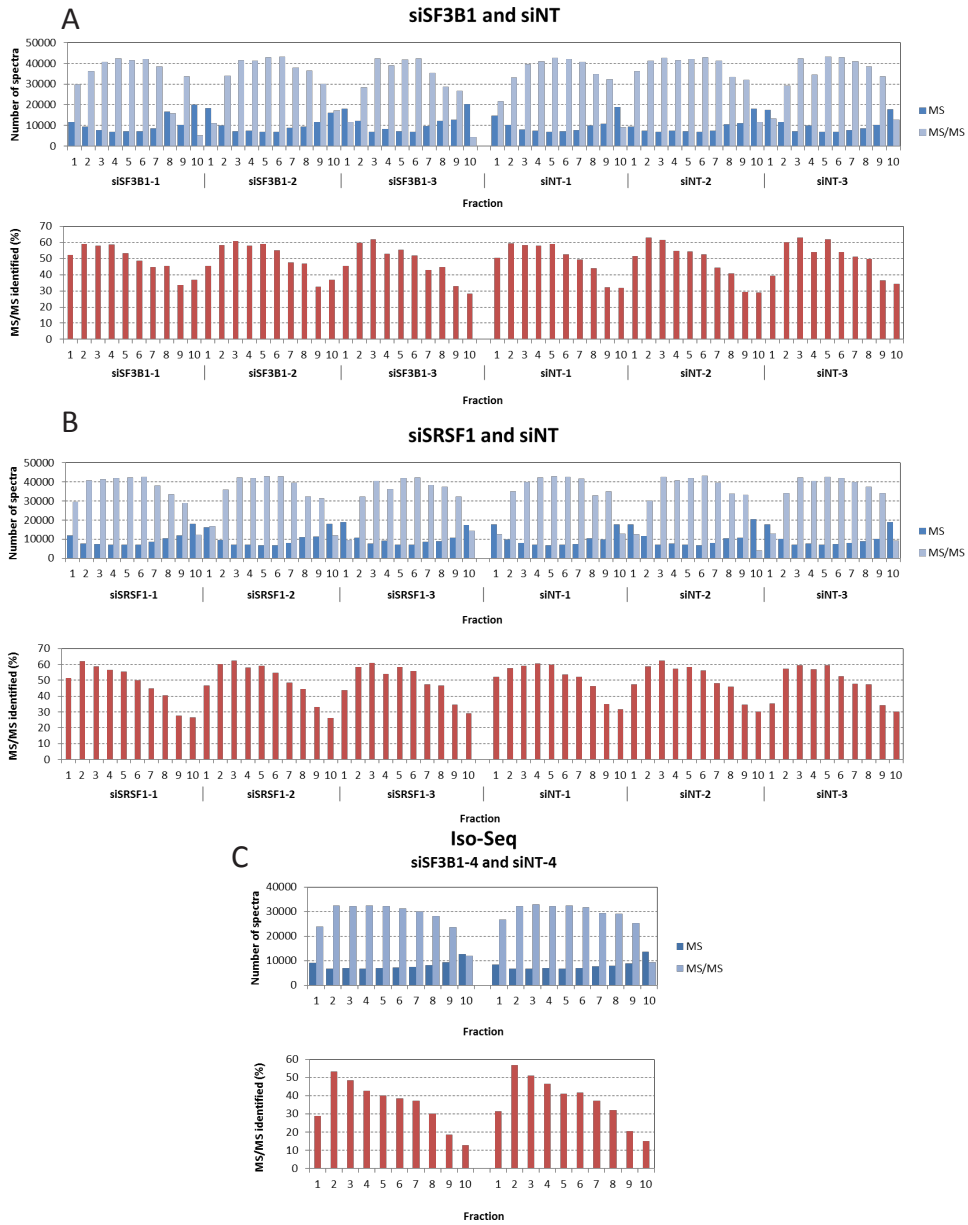 A
siSF3B1 and siNT
Number of spectra
50000
40000
30000
20000
10000
0
1 2 3 4 5 6 7 8 9 10 1 2 3 4 5 6 7 8 9 10 1 2 3 4 5 6 7 8 9 10 1 2 3 4 5 6 7 8 9 10 1 2 3 4 5 6 7 8 9 10 1 2 3 4 5 6 7 8 9 10
siSF3B1-1 siSF3B1-2 siSF3B1-3 siNT-1 siNT-2 siNT-3
Fraction
MS
MS/MS
MS/MS identified (%)
70
60
50
40
30
20
10
0
1 2 3 4 5 6 7 8 9 10 1 2 3 4 5 6 7 8 9 10 1 2 3 4 5 6 7 8 9 10 1 2 3 4 5 6 7 8 9 10 1 2 3 4 5 6 7 8 9 10 1 2 3 4 5 6 7 8 9 10
siSF3B1-1 siSF3B1-2 siSF3B1-3 siNT-1 siNT-2 siNT-3
Fraction
B
siSRSF1 and siNT
Number of spectra
50000
40000
30000
20000
10000
0
1 2 3 4 5 6 7 8 9 10 1 2 3 4 5 6 7 8 9 10 1 2 3 4 5 6 7 8 9 10 1 2 3 4 5 6 7 8 9 10 1 2 3 4 5 6 7 8 9 10 1 2 3 4 5 6 7 8 9 10
siSRSF1-1 siSRSF1-2 siSRSF1-3 siNT-1 siNT-2 siNT-3
Fraction
MS
MS/MS
MS/MS identified (%)
70
60
50
40
30
20
10
0
1 2 3 4 5 6 7 8 9 10 1 2 3 4 5 6 7 8 9 10 1 2 3 4 5 6 7 8 9 10 1 2 3 4 5 6 7 8 9 10 1 2 3 4 5 6 7 8 9 10 1 2 3 4 5 6 7 8 9 10
siSRSF1-1 siSRSF1-2 siSRSF1-3 siNT-1 siNT-2 siNT-3
Fraction
C
Iso-Seq
siSF3B1-4 and siNT-4
Number of spectra
40000
30000
20000
10000
0
1 2 3 4 5 6 7 8 9 10 1 2 3 4 5 6 7 8 9 10
Fraction
MS
MS/MS
MS/MS identified (%)
60
50
40
30
20
10
0
1 2 3 4 5 6 7 8 9 10 1 2 3 4 5 6 7 8 9 10
Fraction